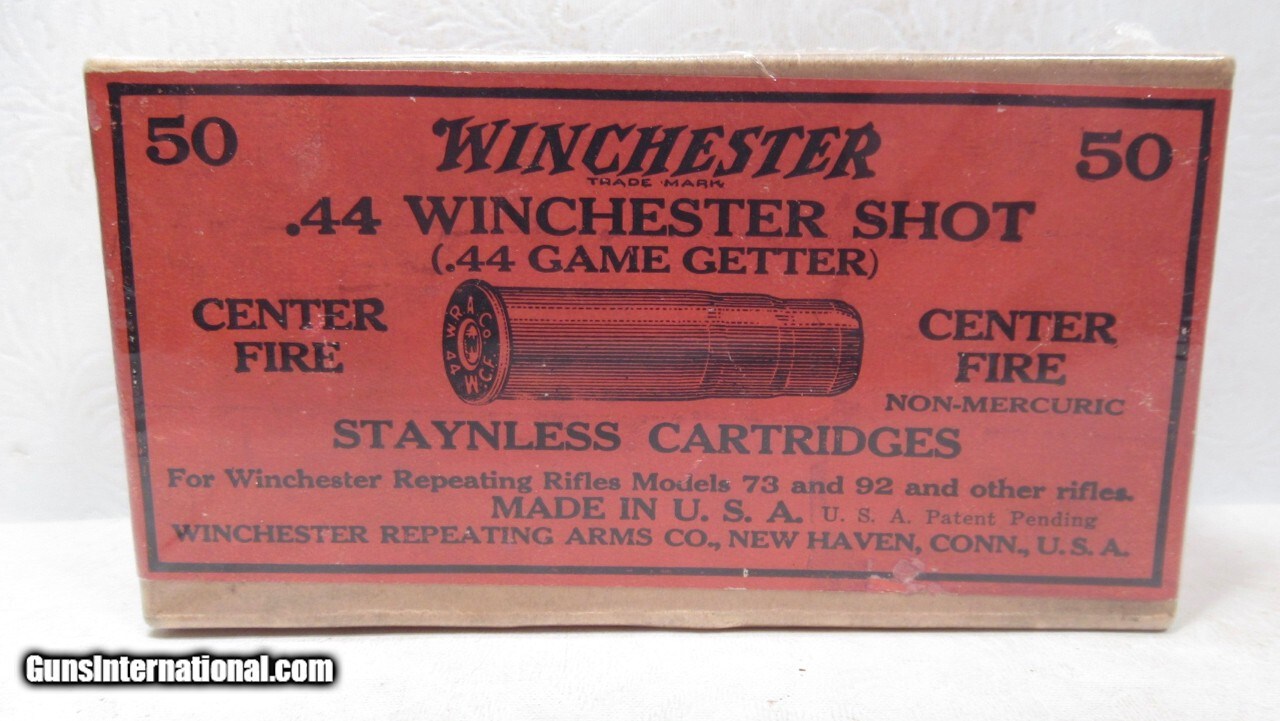 50 WINCHESTER 50
TRADE MARK
.44 WINCHESTER SHOT
(.44 GAME GETTER)
CENTER FIRE
W.R.A.Co.
44 W.C.F.
CENTER FIRE
NON-MERCURIC
STAYNLESS CARTRIDGES
For Winchester Repeating Rifles Models 73 and 92 and other rifles.
MADE IN U. S. A. U. S. A. Patent Pending
WINCHESTER REPEATING ARMS CO., NEW HAVEN, CONN., U. S. A.
GunsInternational.com